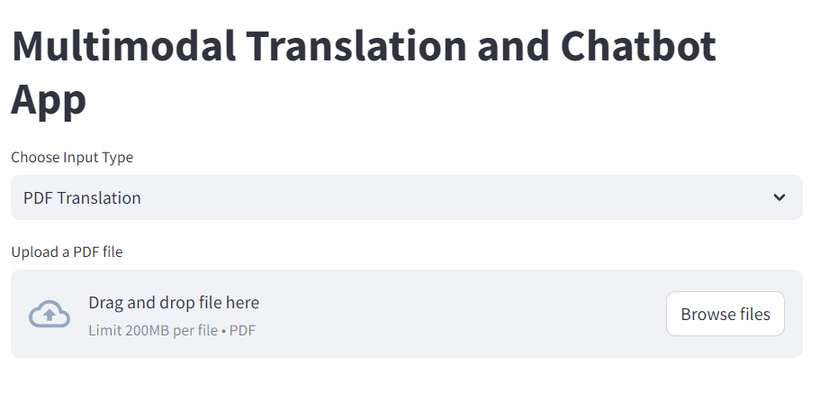 Multimodal Translation and Chatbot
App
Choose Input Type
PDF Translation
Upload a PDF file
Drag and drop file here
Limit 200MB per file • PDF
Browse files